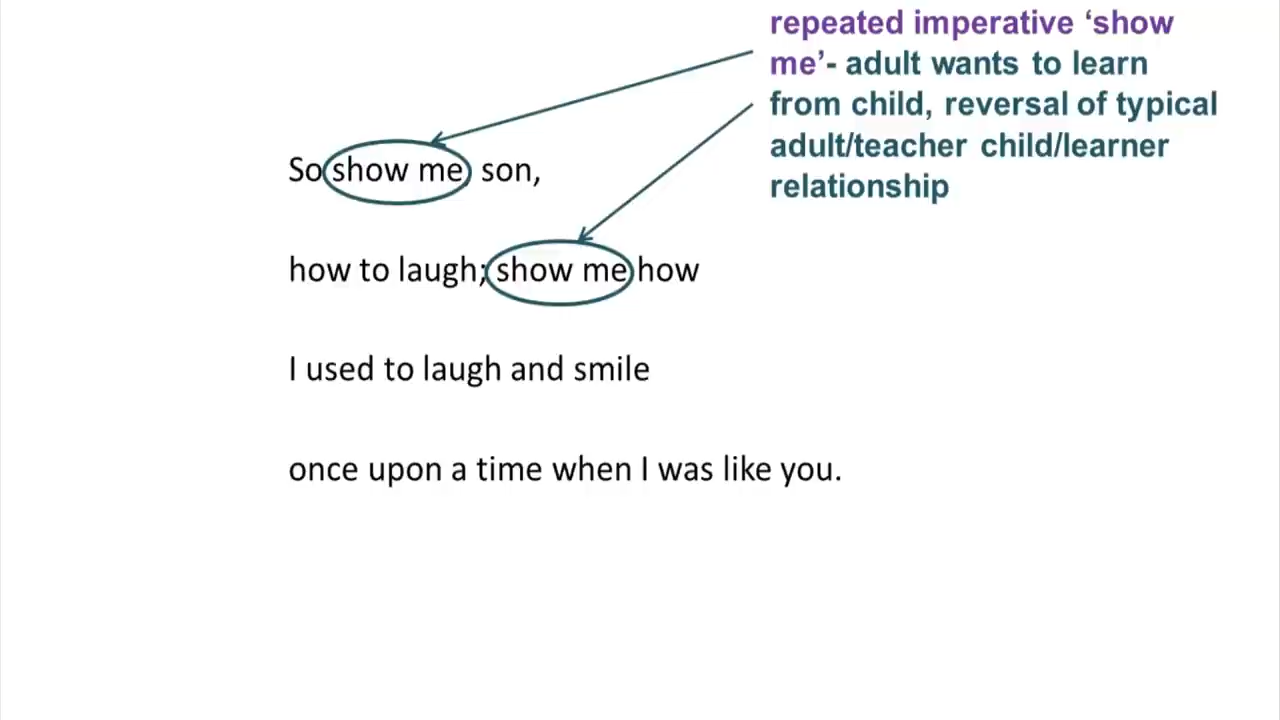 repeated imperative ‘show
me’- adult wants to learn
from child, reversal of typical
adult/teacher child/learner
relationship
So show me, son,
how to laugh; show me how
I used to laugh and smile
once upon a time when I was like you.